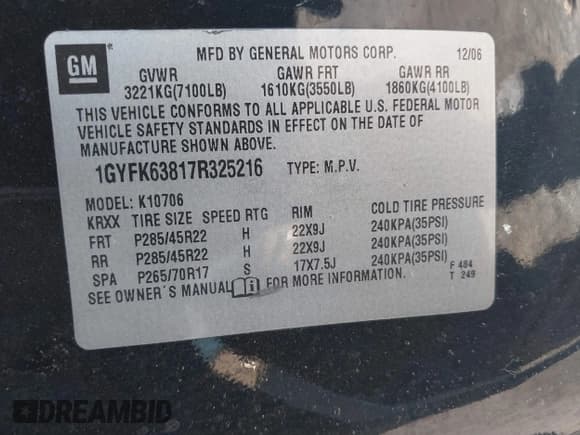 GM
MFD BY GENERAL MOTORS CORP. 12/06
GVWR GAWR FRT GAWR RR
3221KG(7100LB) 1610KG(3550LB) 1860KG(4100LB)
THIS VEHICLE CONFORMS TO ALL APPLICABLE U.S. FEDERAL MOTOR
VEHICLE SAFETY STANDARDS IN EFFECT ON THE DATE OF
MANUFACTURE SHOWN ABOVE.
1GYFK63817R325216 TYPE: M.P.V.
MODEL: K10706
KRXX TIRE SIZE SPEED RTG RIM COLD TIRE PRESSURE
FRT P285/45R22 H 22X9J 240KPA(35PSI)
RR P285/45R22 H 22X9J 240KPA(35PSI)
SPA P265/70R17 S 17X7.5J 240KPA(35PSI)
SEE OWNER'S MANUAL i FOR MORE INFORMATION. F 484
T 249
DREAMBID